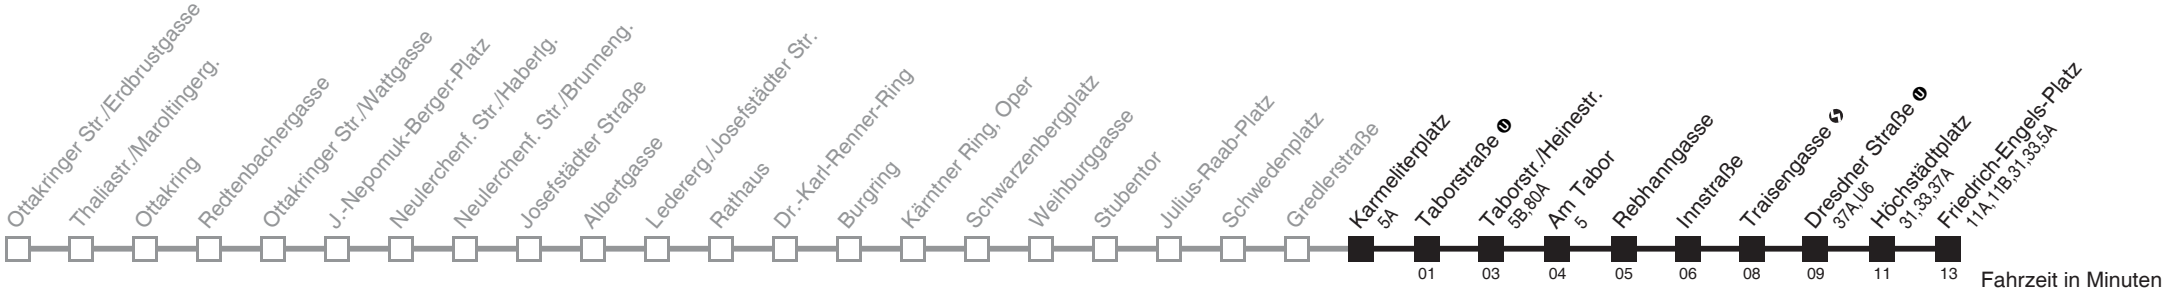 Ottakringer Str./Erdbrustgasse
Thaliastr./Maroltingerg.
Ottakring
Redtenbachergasse
Ottakringer Str./Wattgasse
J.-Nepomuk-Berger-Platz
Neulerchenf. Str./Haberlg.
Neulerchenf. Str./Brunneng.
Josefstädter Straße
Albertgasse
Ledererg./Josefstädter Str.
Rathaus
Dr.-Karl-Renner-Ring
Burgring
Kärntner Ring, Oper
Schwarzenbergplatz
Weihburggasse
Stubentor
Julius-Raab-Platz
Schwedenplatz
Gredlerstraße
Karmeliterplatz
5A
Taborstraße U
Taborstr./Heinestr.
5B,80A
Am Tabor
5
Rebhanngasse
Innstraße
Traisengasse S
Dresdner Straße U
37A,U6
Höchstädtplatz
31,33,37A
Friedrich-Engels-Platz
11A,11B,31,33,5A
01 03 04 05 06 08 09 11 13 Fahrzeit in Minuten